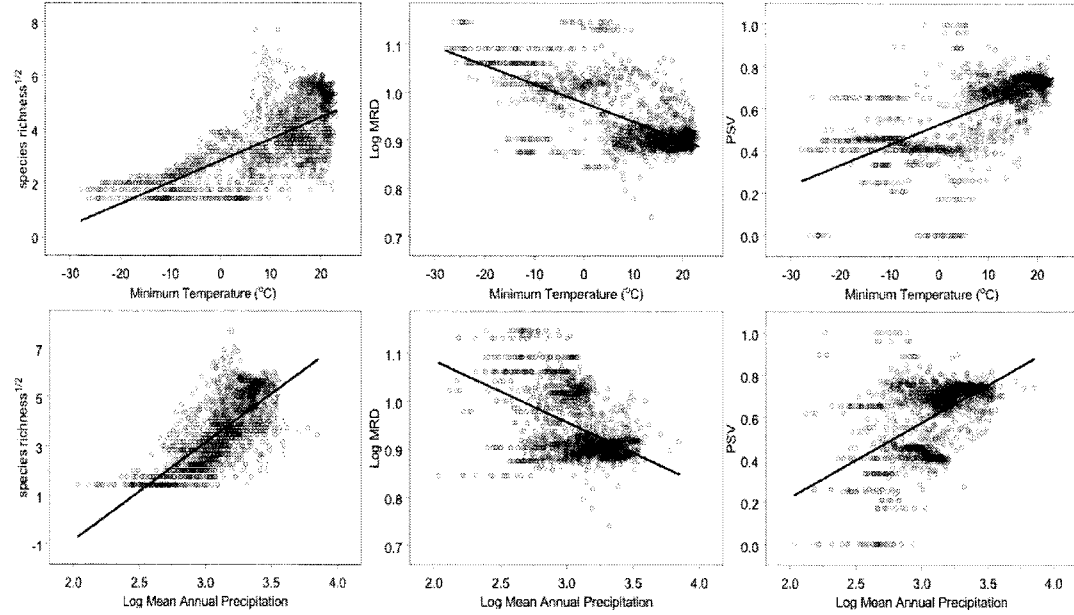 8
6
4
2
0
species richness1/2
-30 -20 -10 0 10 20
Minimum Temperature (°C)
1.1
1.0
0.9
0.8
0.7
Log MRD
-30 -20 -10 0 10 20
Minimum Temperature (°C)
1.0
0.8
0.6
0.4
0.2
0.0
PSV
-30 -20 -10 0 10 20
Minimum Temperature (°C)
7
5
3
1
-1
species richness1/2
2.0 2.5 3.0 3.5 4.0
Log Mean Annual Precipitation
1.1
1.0
0.9
0.8
0.7
Log MRD
2.0 2.5 3.0 3.5 4.0
Log Mean Annual Precipitation
1.0
0.8
0.6
0.4
0.2
0.0
PSV
2.0 2.5 3.0 3.5 4.0
Log Mean Annual Precipitation